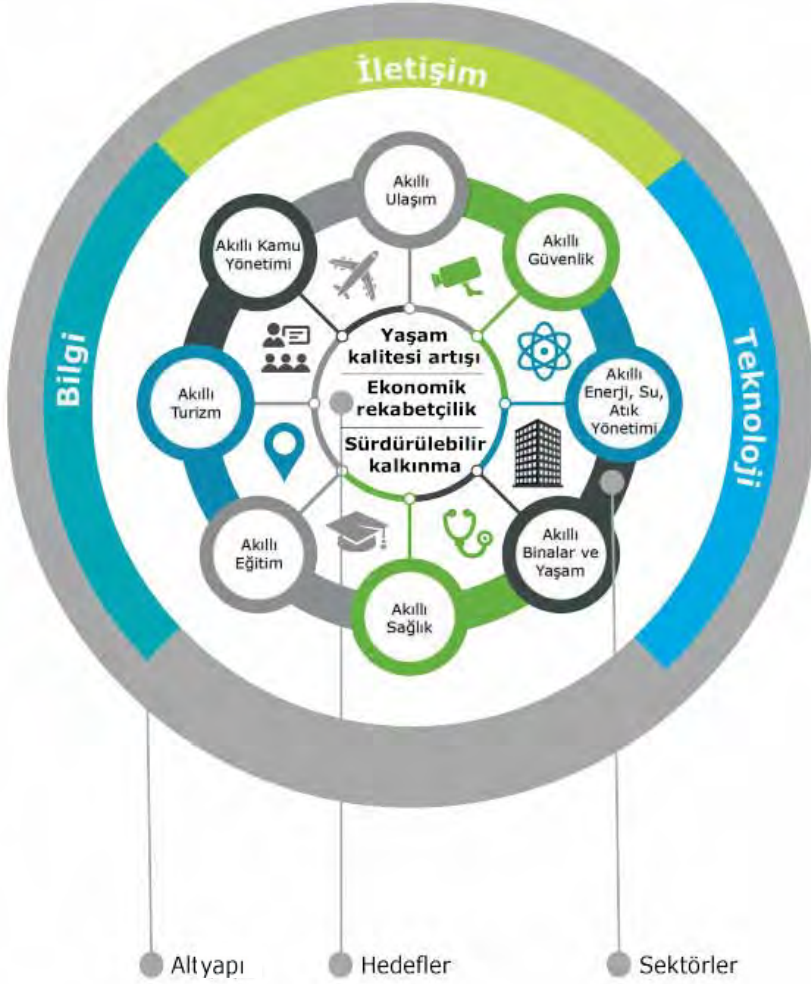 İletişim
Bilgi
Teknoloji
Akıllı
Ulaşım
Akıllı Kamu
Yönetimi
Akıllı
Güvenlik
Akıllı
Turizm
Yaşam
kalitesi artışı
Ekonomik
rekabetçilik
Sürdürülebilir
kalkınma
Akıllı
Enerji, Su,
Atık
Yönetimi
Akıllı
Eğitim
Akıllı
Binalar ve
Yaşam
Akıllı
Sağlık
Altyapı
Hedefler
Sektörler